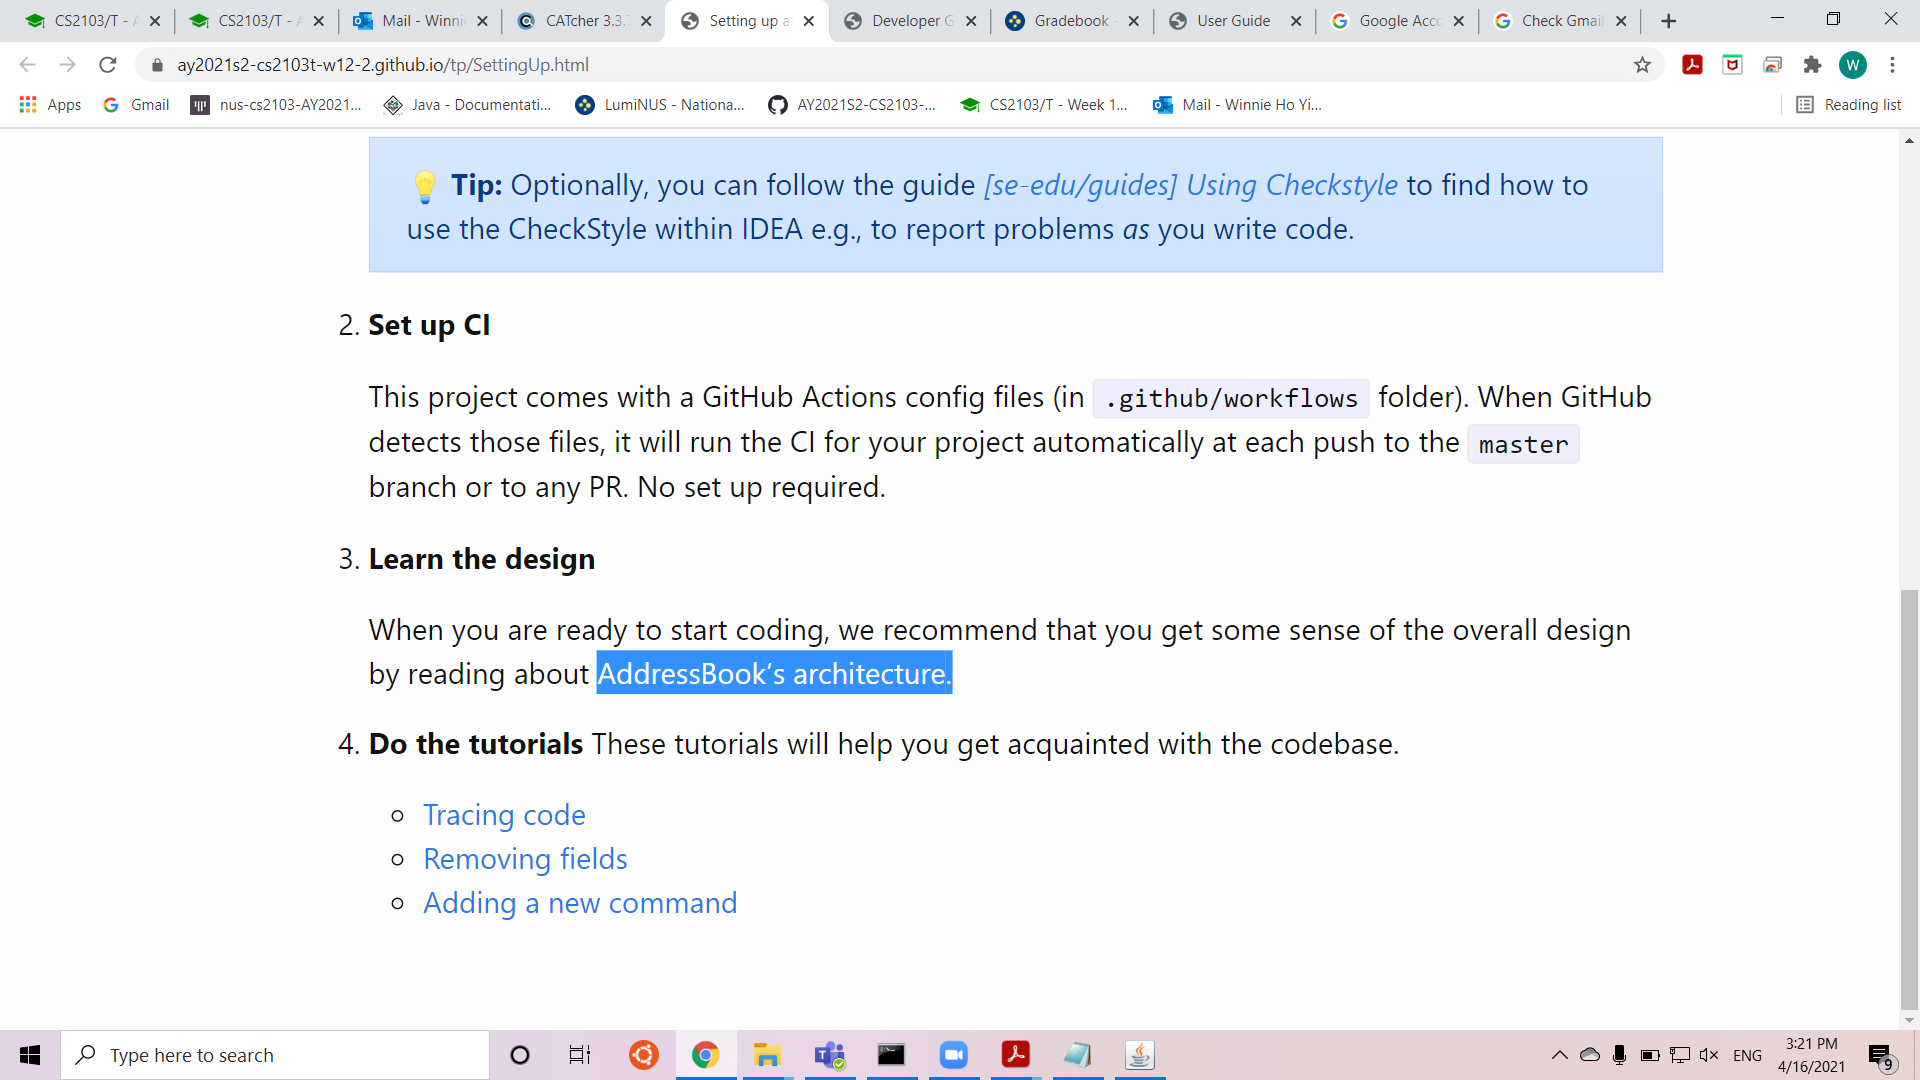 CS2103/T - A
CS2103/T - A
Mail - Winni
CATcher 3.3.
Setting up a
Developer G
Gradebook -
User Guide
Google Acco
Check Gmail
ay2021s2-cs2103t-w12-2.github.io/tp/SettingUp.html
W
Apps
Gmail
nus-cs2103-AY2021...
Java - Documentati...
LumiNUS - Nationa...
AY2021S2-CS2103-...
CS2103/T - Week 1...
Mail - Winnie Ho Yi...
Reading list
Tip: Optionally, you can follow the guide [se-edu/guides] Using Checkstyle to find how to
use the CheckStyle within IDEA e.g., to report problems as you write code.
2. Set up CI
This project comes with a GitHub Actions config files (in .github/workflows folder). When GitHub
detects those files, it will run the CI for your project automatically at each push to the master
branch or to any PR. No set up required.
3. Learn the design
When you are ready to start coding, we recommend that you get some sense of the overall design
by reading about AddressBook’s architecture.
4. Do the tutorials These tutorials will help you get acquainted with the codebase.
Tracing code
Removing fields
Adding a new command
Type here to search
ENG
3:21 PM
4/16/2021
9